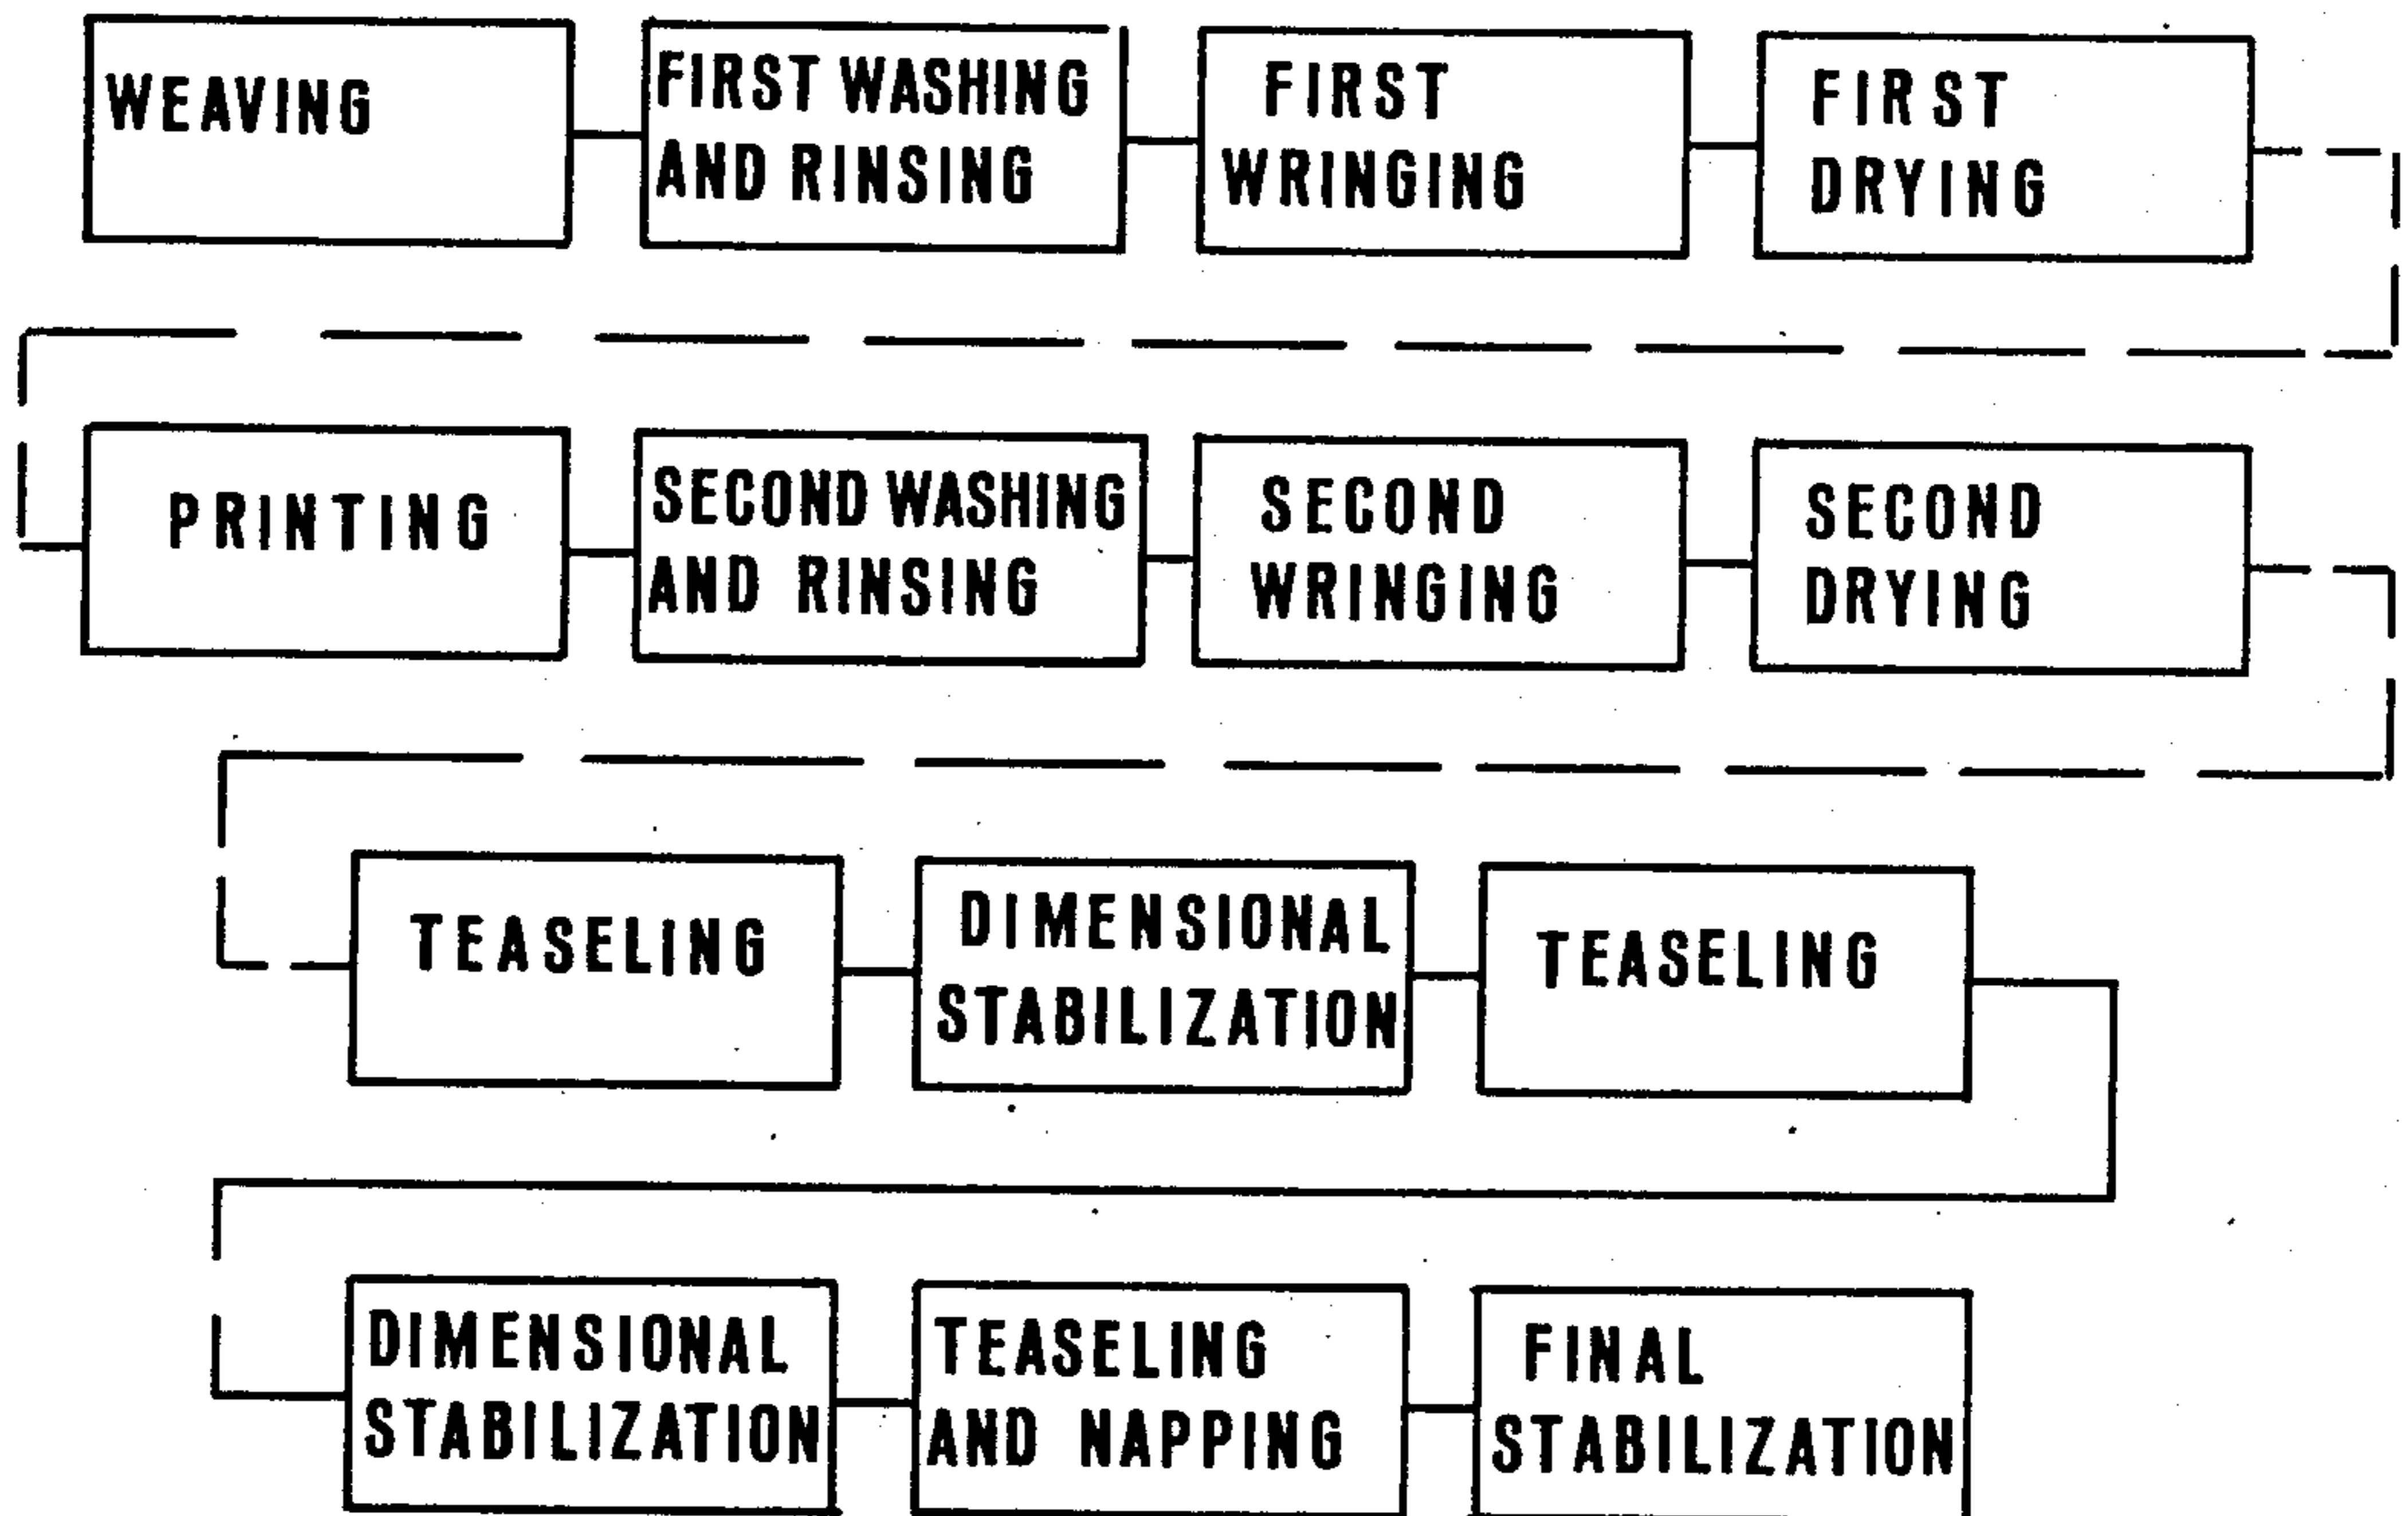 WEAVING
FIRST WASHING
AND RINSING
FIRST
WRINGING
FIRST
DRYING
PRINTING
SECOND WASHING
AND RINSING
SECOND
WRINGING
SECOND
DRYING
TEASELING
DIMENSIONAL
STABILIZATION
TEASELING
DIMENSIONAL
STABILIZATION
TEASELING
AND NAPPING
FINAL
STABILIZATION